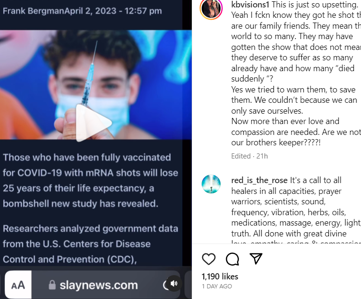 Frank BergmanApril 2, 2023 - 12:57 pm
Those who have been fully vaccinated
for COVID-19 with mRNA shots will lose
25 years of their life expectancy, a
bombshell new study has revealed.
Researchers analyzed government data
from the U.S. Centers for Disease
Control and Prevention (CDC),
AA
slaynews.com
kbvisions1 This is just so upsetting.
Yeah I fckn know they got he shot th
are our family friends. They mean th
world to so many. They may have
gotten the show that does not mear
they deserve to suffer as so many
already have and how many "died
suddenly "?
Yes we tried to warn them, to save
them. We couldn't because we can
only save ourselves.
Now more than ever love and
compassion are needed. Are we not
our brothers keeper????!
Edited · 21h
red_is_the_rose It's a call to all
healers in all capacities, prayer
warriors, scientists, sound,
frequency, vibration, herbs, oils,
medications, massage, energy, light,
truth. All done with great divine
love, empathy, caring & compassi
1,190 likes
1 DAY AGO